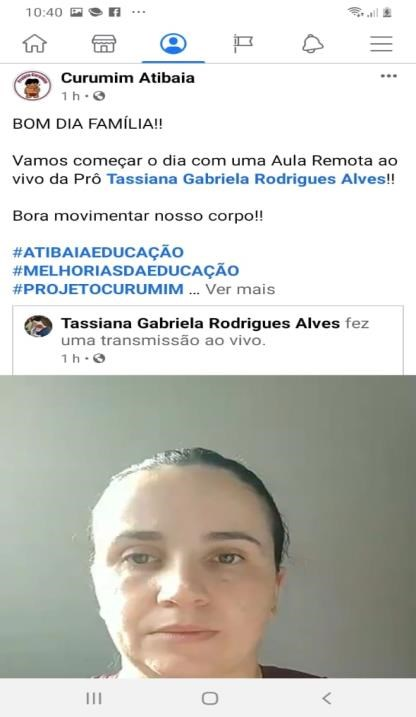 10:40
Curumim Atibaia
1 h
BOM DIA FAMÍLIA!!
Vamos começar o dia com uma Aula Remota ao
vivo da Prô Tassiana Gabriela Rodrigues Alves!!
Bora movimentar nosso corpo!!
#ATIBAIAEDUCAÇÃO
#MELHORIASDAEDUCAÇÃO
#PROJETOCURUMIM ... Ver mais
Tassiana Gabriela Rodrigues Alves fez
uma transmissão ao vivo.
1 h